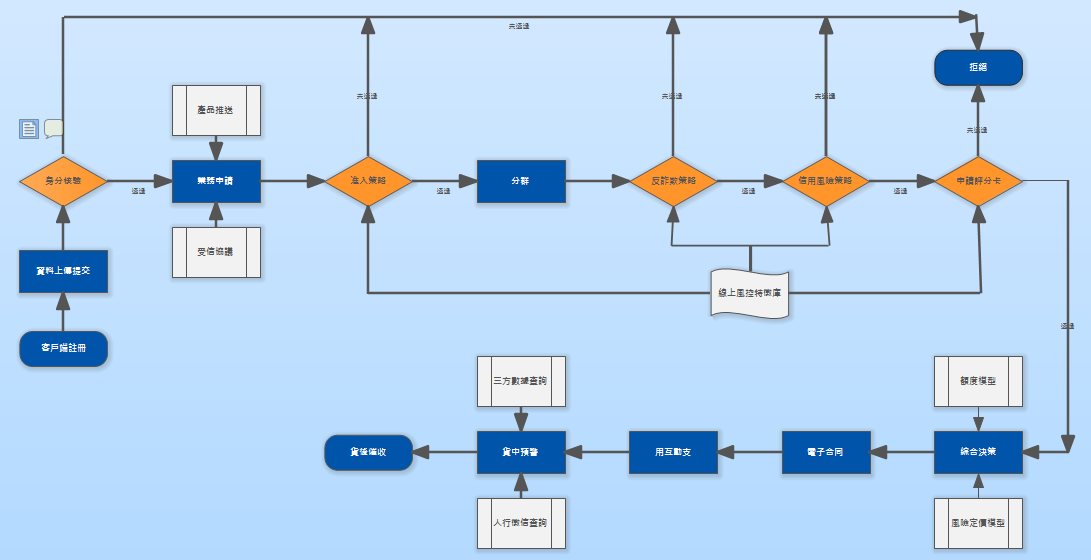 未通過
拒絕
產品推送
未通過
未通過
未通過
未通過
身分核驗
通過
業務申請
進入策略
通過
分群
反詐欺策略
通過
信用風險策略
通過
申請評分卡
受信協議
資料上傳提交
線上風控特徵庫
通過
客戶端註冊
三方數據查詢
額度模型
貸後催收
貸中預警
用互動支
電子合同
綜合決策
人行徵信查詢
風險定價模型